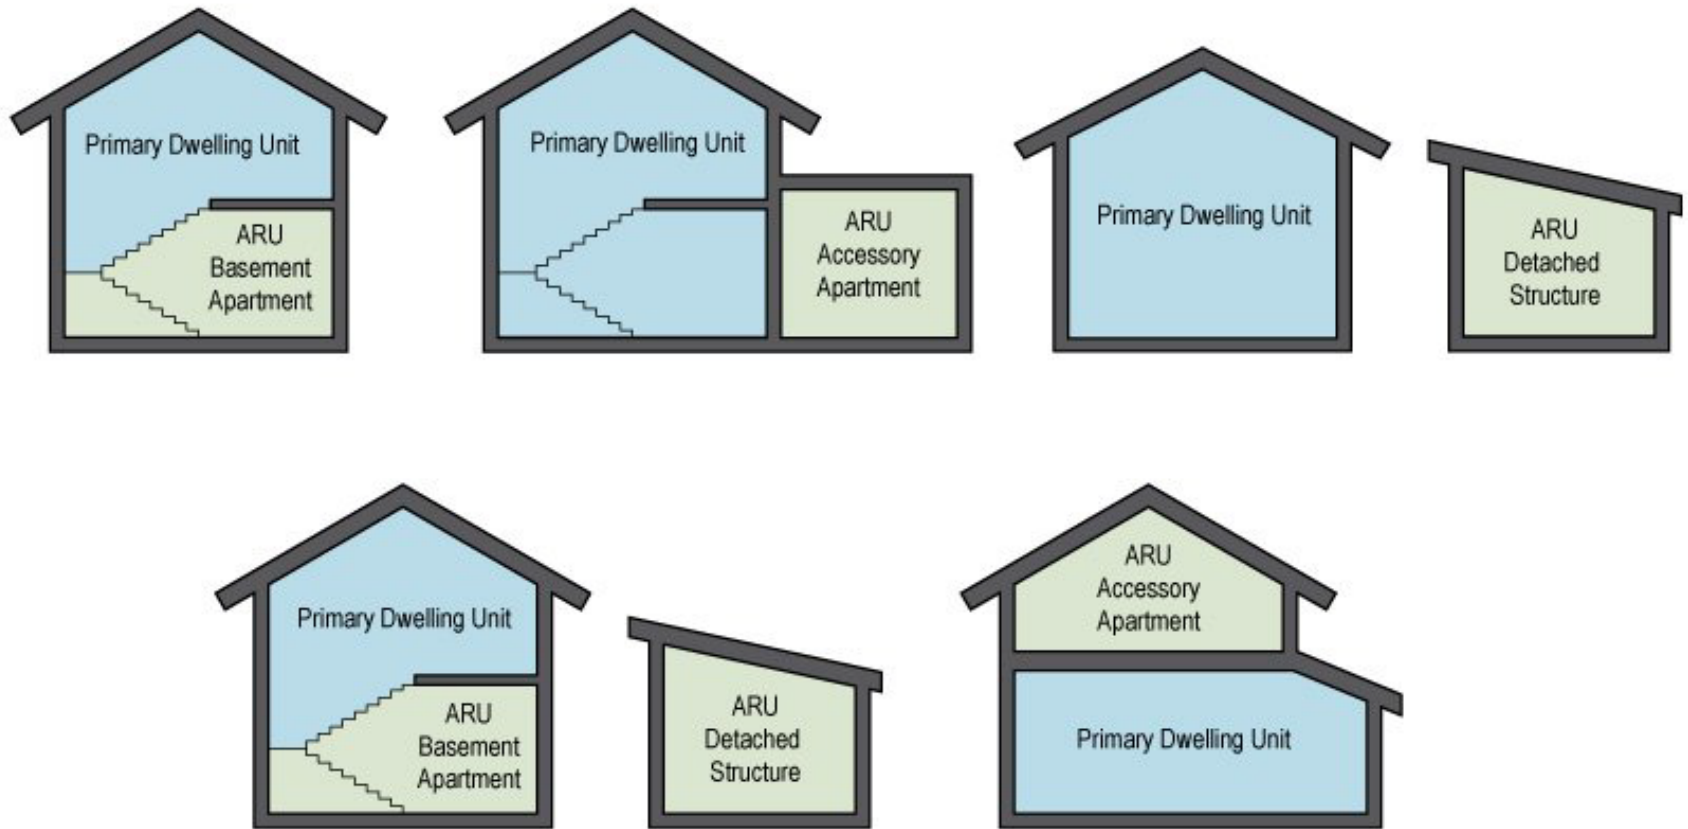 Primary Dwelling Unit
ARU
Basement
Apartment
Primary Dwelling Unit
ARU
Accessory
Apartment
Primary Dwelling Unit
ARU
Detached
Structure
Primary Dwelling Unit
ARU
Basement
Apartment
ARU
Detached
Structure
ARU
Accessory
Apartment
Primary Dwelling Unit